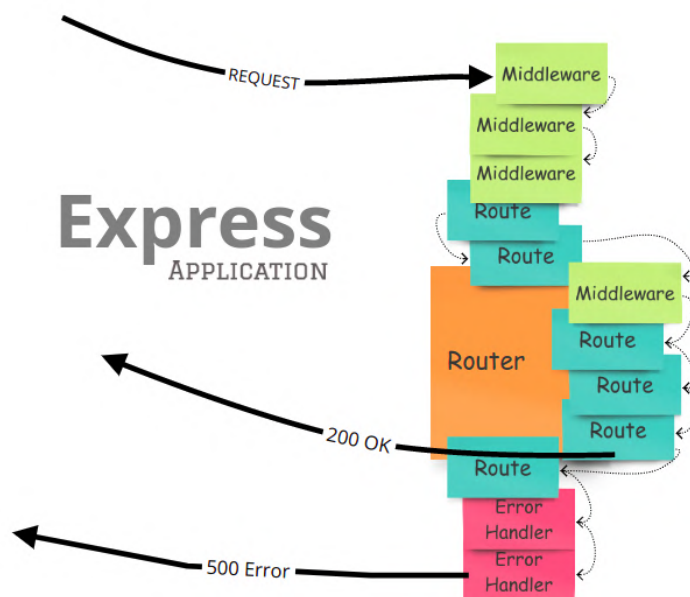 REQUEST
Middleware
Middleware
Middleware
Route
Express
APPLICATION
Route
Middleware
Route
Router
Route
Route
200 OK
Route
Error
Handler
500 Error
Error
Handler